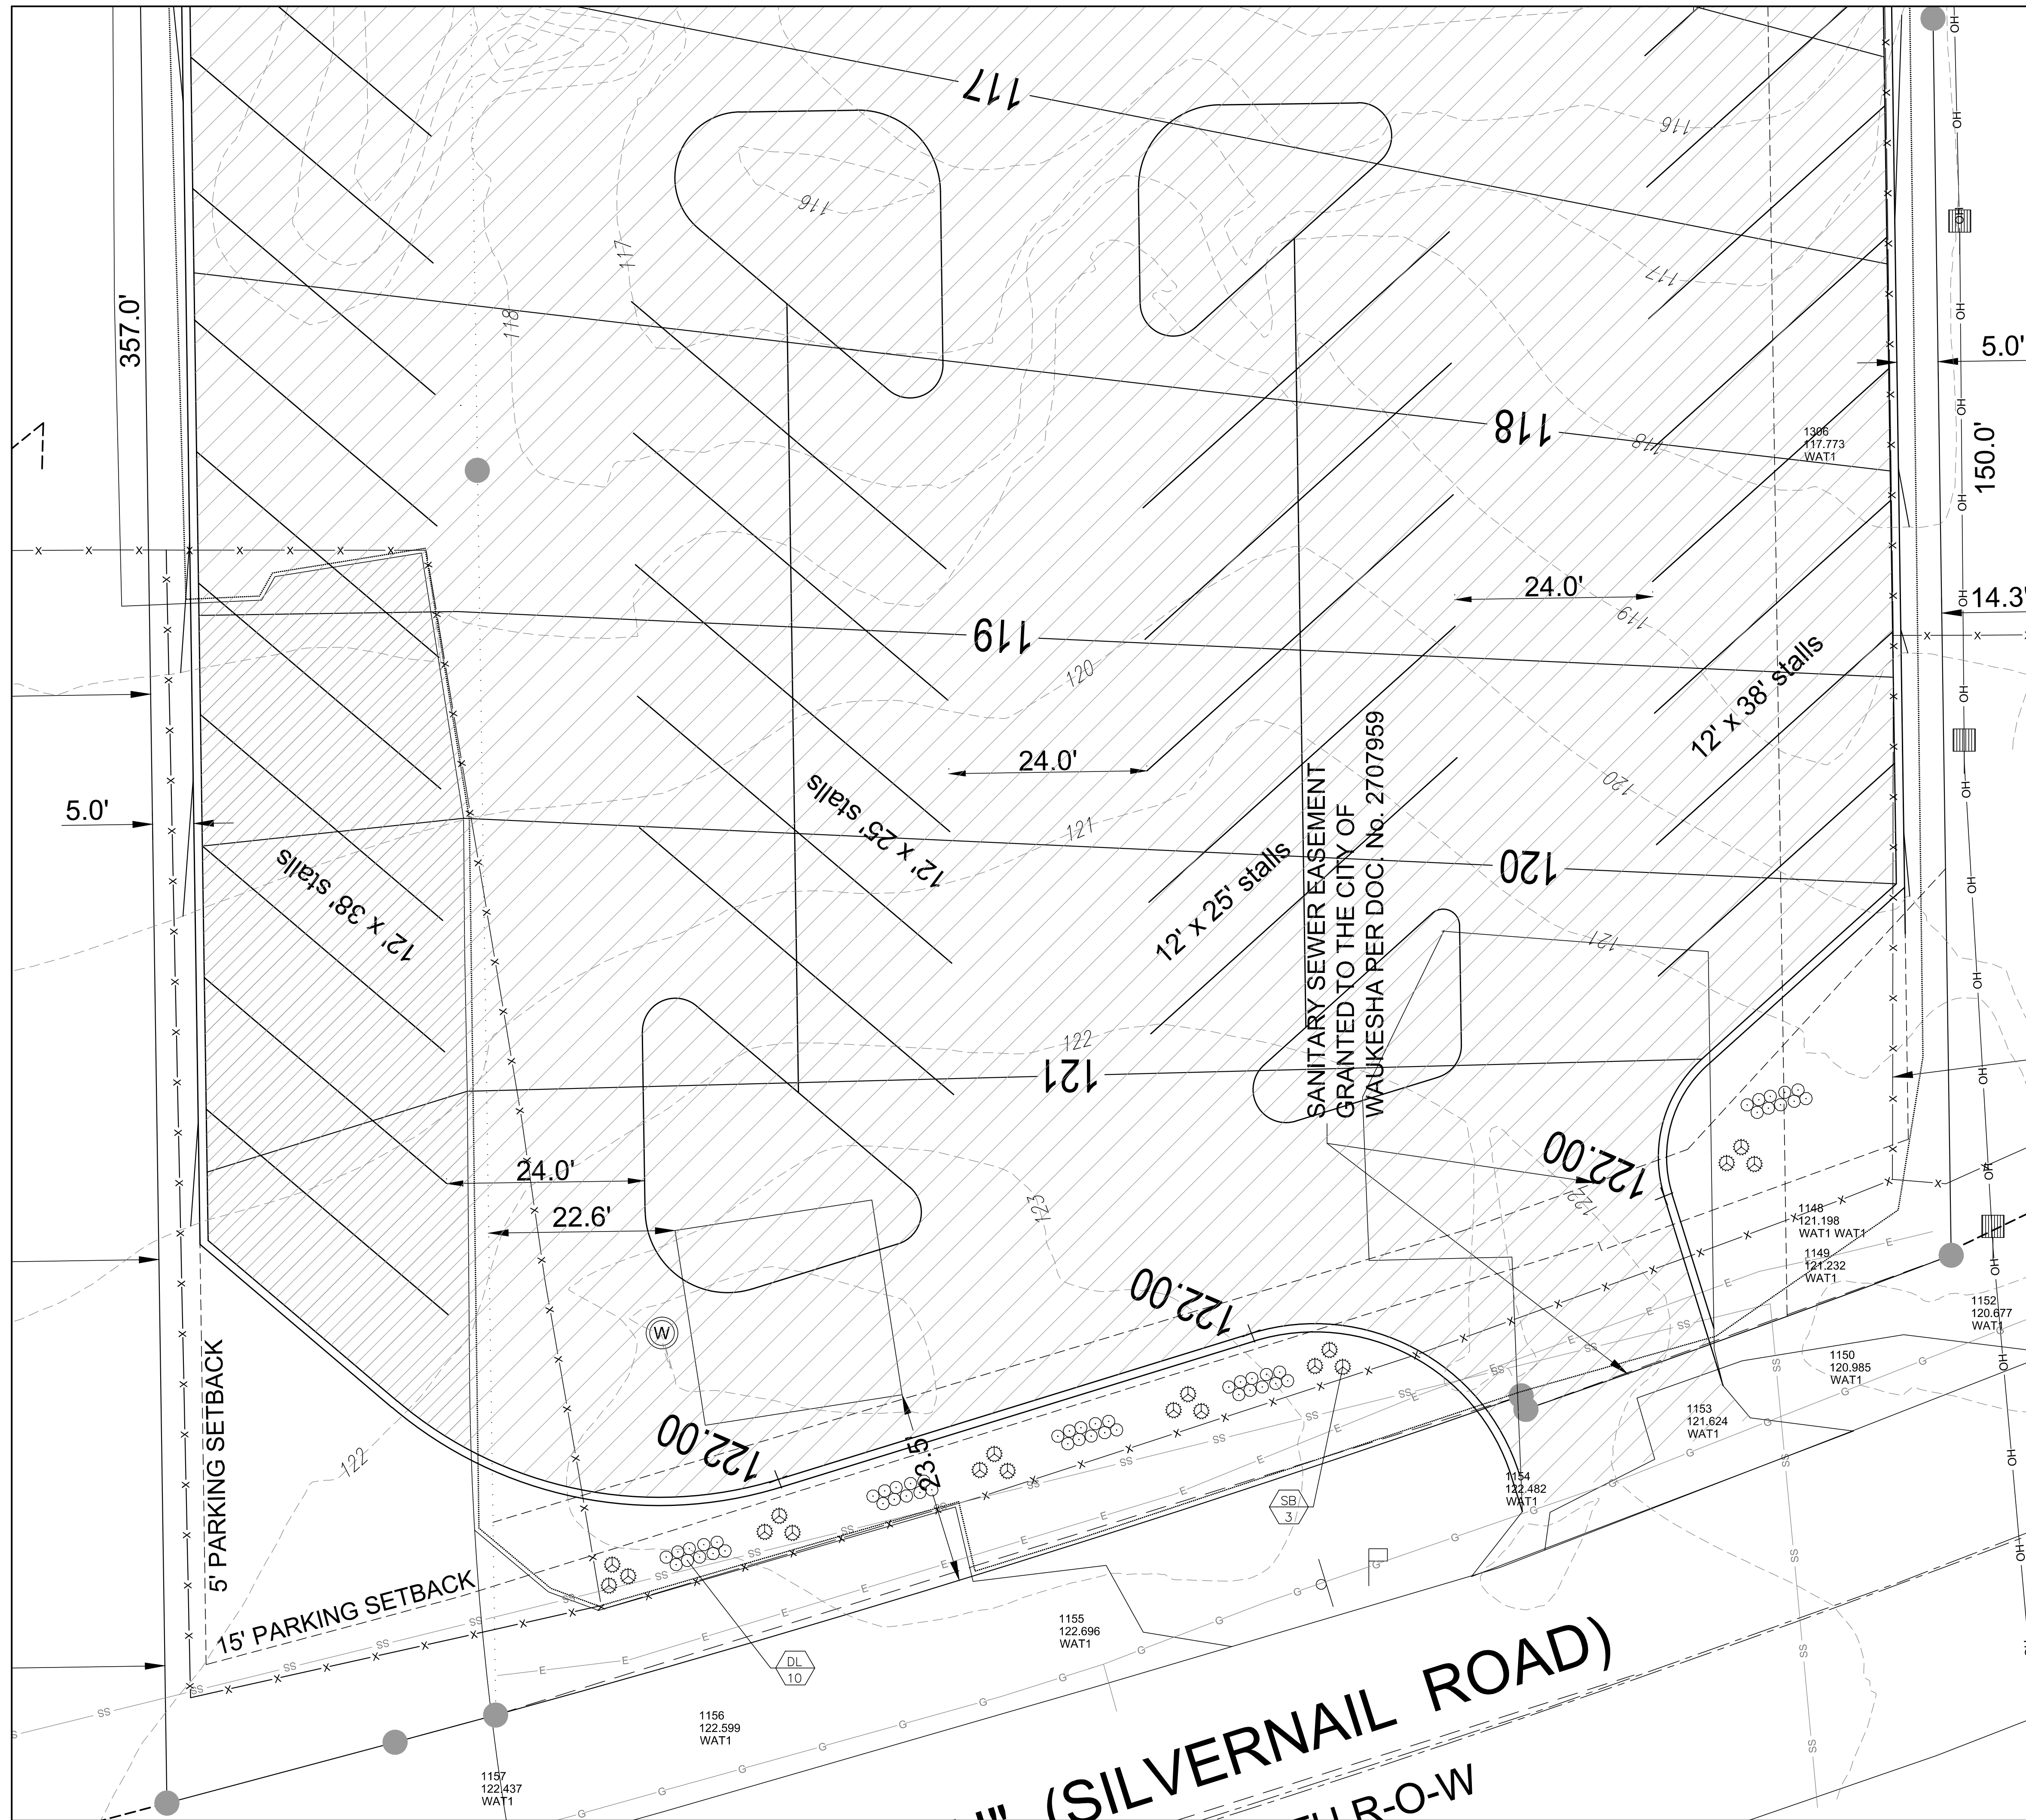 117
116
116
357.0'
117
117
118
5.0'
118
118
1306
117.773
WAT1
150.0'
24.0'
14.3'
119
119
120
12' x 38' stalls
24.0'
120
5.0'
12' x 25' stalls
121
120
12' x 38' stalls
12' x 25' stalls
SANITARY SEWER EASEMENT
GRANTED TO THE CITY OF
WAUKESHA PER DOC. No. 2707959
121
122
121
24.0'
22.6'
123
122.00
122
1148
121.198
WAT1 WAT1
1149
121.232
WAT1
122.00
1152
120.677
WAT1
W
1150
120.985
WAT1
5' PARKING SETBACK
122.00
1153
121.624
WAT1
122
23.5'
1154
122.482
WAT1
SB
3
15' PARKING SETBACK
DL
10
1155
122.696
WAT1
1156
122.599
WAT1
1157
122.437
WAT1
(SILVERNAIL ROAD)
R-O-W